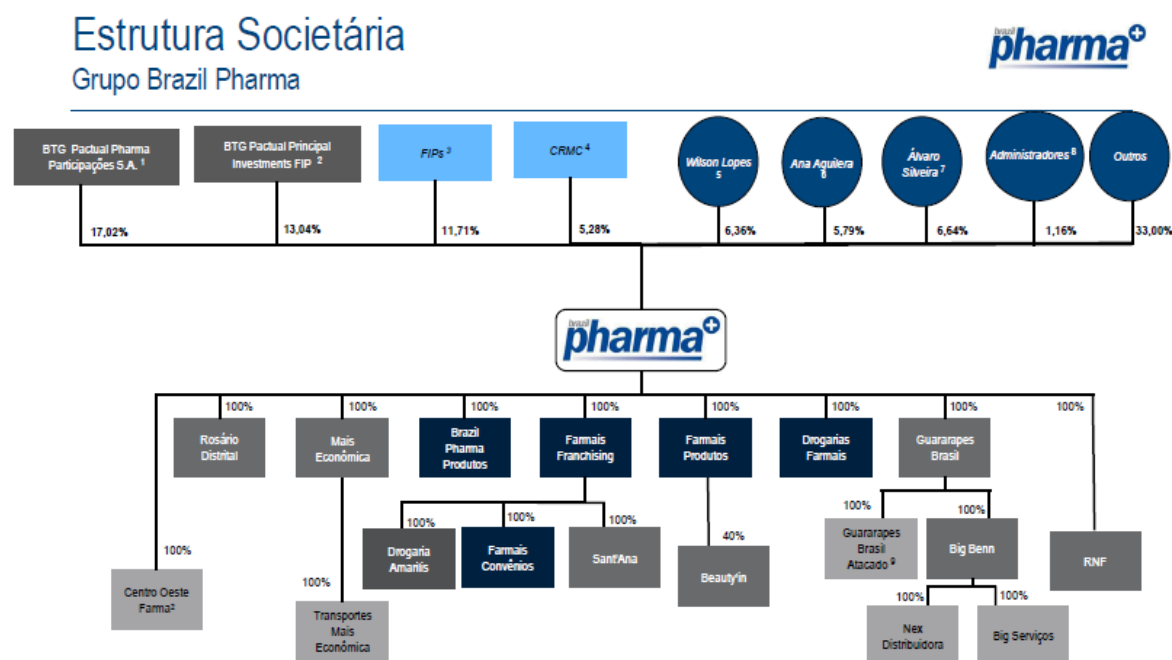 Estrutura Societária
Grupo Brazil Pharma
brazil
pharma+
BTG Pactual Pharma
Participações S.A. 1
BTG Pactual Principal
Investments FIP 2
FIPs 3
CRMC 4
Wilson Lopes
5
Ana Aquilera
6
Álvaro
Silveira 7
Administradores 8
Outros
17,02%
13,04%
11,71%
5,28%
6,36%
5,79%
6,64%
1,16%
33,00%
brazil
pharma+
100%
100%
100%
100%
100%
100%
100%
100%
Rosário
Distrital
Mais
Econômica
Brazil
Pharma
Produtos
Farmais
Franchising
Farmais
Produtos
Drogarias
Farmais
Guararapes
Brasil
100%
100%
100%
100%
100%
40%
100%
100%
Centro Oeste
Farma2
Transportes
Mais
Econômica
Drogaria
Amarilis
Farmais
Convênios
Sant'Ana
Beauty'in
Guararapes
Brasil
Atacado 9
Big Benn
RNF
100%
100%
Nex
Distribuidora
Big Serviços